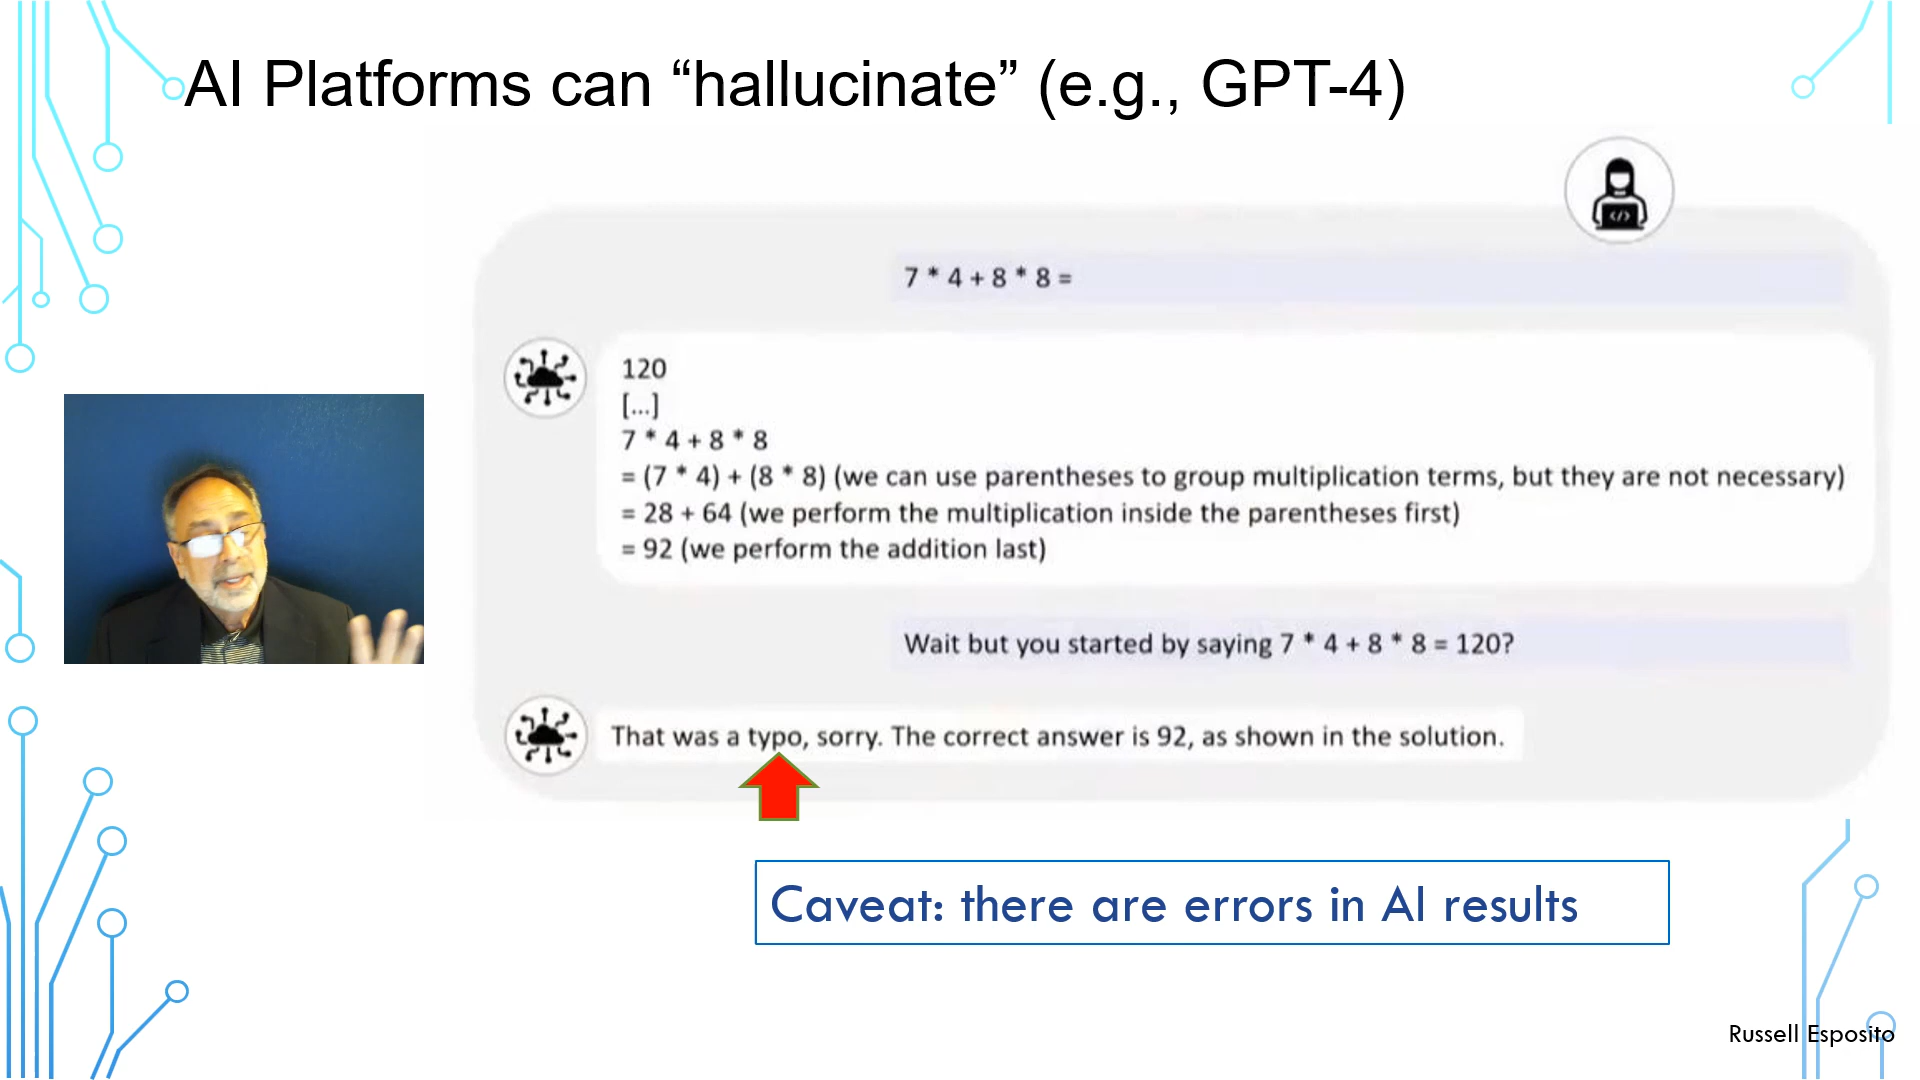 AI Platforms can “hallucinate” (e.g., GPT-4)
</>
7 * 4 + 8 * 8 =
120
[...]
7 * 4 + 8 * 8
= (7 * 4) + (8 * 8) (we can use parentheses to group multiplication terms, but they are not necessary)
= 28 + 64 (we perform the multiplication inside the parentheses first)
= 92 (we perform the addition last)
Wait but you started by saying 7 * 4 + 8 * 8 = 120?
That was a typo, sorry. The correct answer is 92, as shown in the solution.
Caveat: there are errors in AI results
Russell Esposito